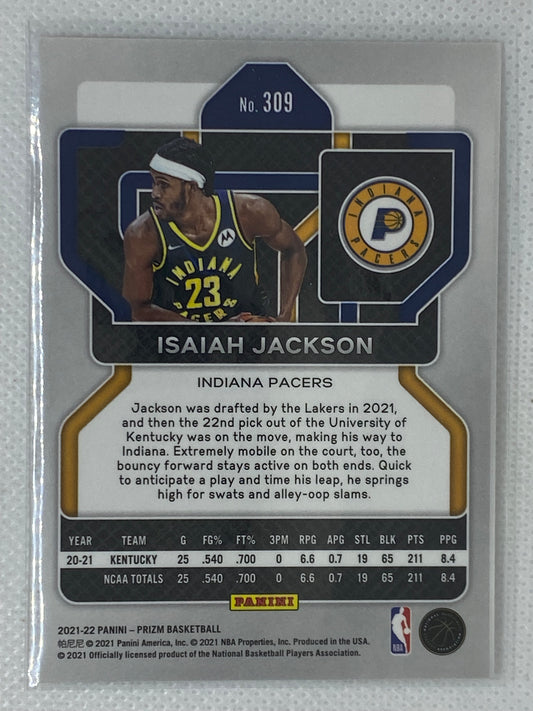 No. 309
INDIANA
PACERS
INDIANA
23
ISAIAH JACKSON
INDIANA PACERS
Jackson was drafted by the Lakers in 2021,
and then the 22nd pick out of the University of
Kentucky was on the move, making his way to
Indiana. Extremely mobile on the court, too, the
bouncy forward stays active on both ends. Quick
to anticipate a play and time his leap, he springs
high for swats and alley-oop slams.
YEAR TEAM G FG% FT% 3PM RPG APG STL BLK PTS PPG
20-21 KENTUCKY 25 .540 .700 0 6.6 0.7 19 65 211 8.4
NCAA TOTALS 25 .540 .700 0 6.6 0.7 19 65 211 8.4
PANINI
2021-22 PANINI – PRIZM BASKETBALL
帕尼尼 © 2021 Panini America, Inc. © 2021 NBA Properties, Inc. Produced in the USA.
© 2021 Officially licensed product of the National Basketball Players Association.
NBA